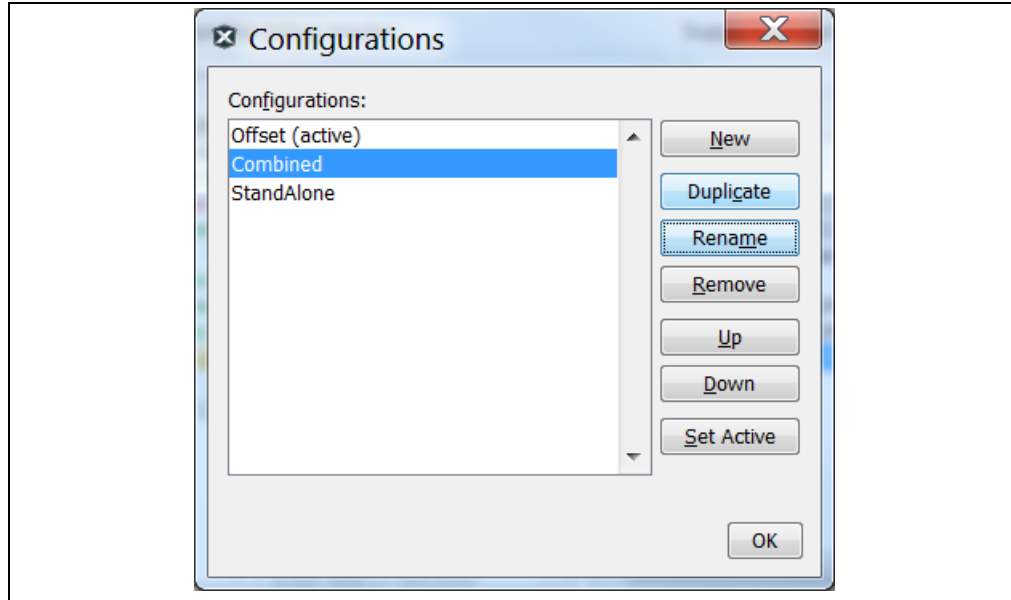 Configurations
Configurations:
Offset (active)
Combined
StandAlone
New
Duplicate
Rename
Remove
Up
Down
Set Active
OK